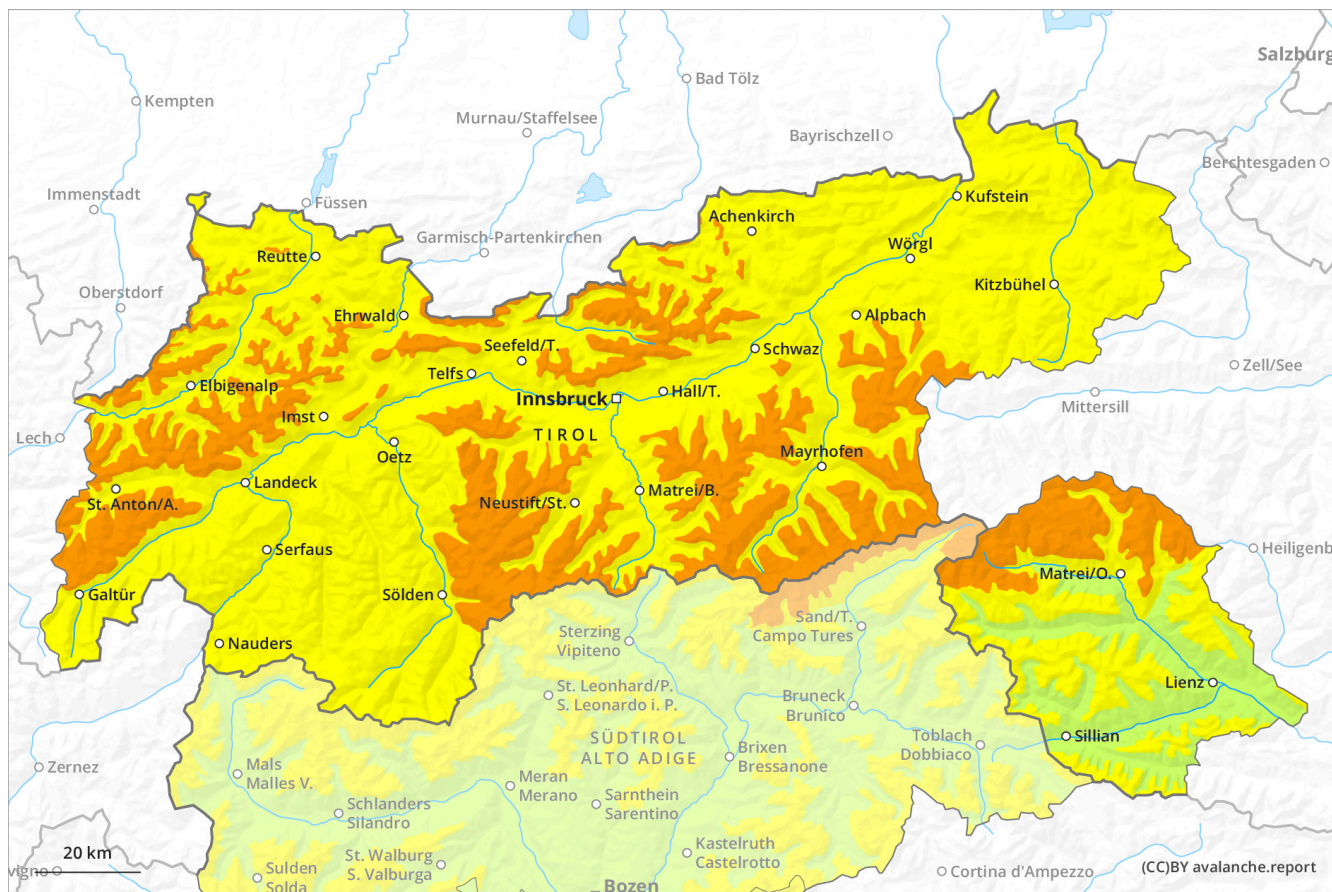 Salzburg
Bad Tölz
Kempten
Murnau/Staffelsee
Bayrischzell
Berchtesgaden
Immenstadt
Kufstein
Füssen
Achenkirch
Garmisch-Partenkirchen
Wörgl
Reutte
Kitzbühel
Oberstdorf
Ehrwald
Alpbach
Seefeld/T.
Schwaz
Zell/See
Telfs
Elbigenalp
Hall/T.
Innsbruck
Mittersill
Imst
TIROL
Lech
Oetz
Mayrhofen
Landeck
Matrei/B.
St. Anton/A.
Neustift/St.
Serfaus
Heiligenb
Matrei/O.
Galtür
Sölden
Sand/T.
Campo Tures
Sterzing
Vipiteno
Nauders
Lienz
St. Leonhard/P.
S. Leonardo i. P.
Bruneck
Brunico
SÜDTIROL
ALTO ADIGE
Toblach
Dobbiaco
Sillian
Brixen
Bressanone
Zernez
Mals
Malles V.
Meran
Merano
Sarnthein
Sarentino
Schlanders
Silandro
20 km
Kastelruth
Castelrotto
St. Walburg
S. Valburga
vigno
Sulden
Solda
Cortina d'Ampezzo
(CC)BY avalanche.report
Bozen